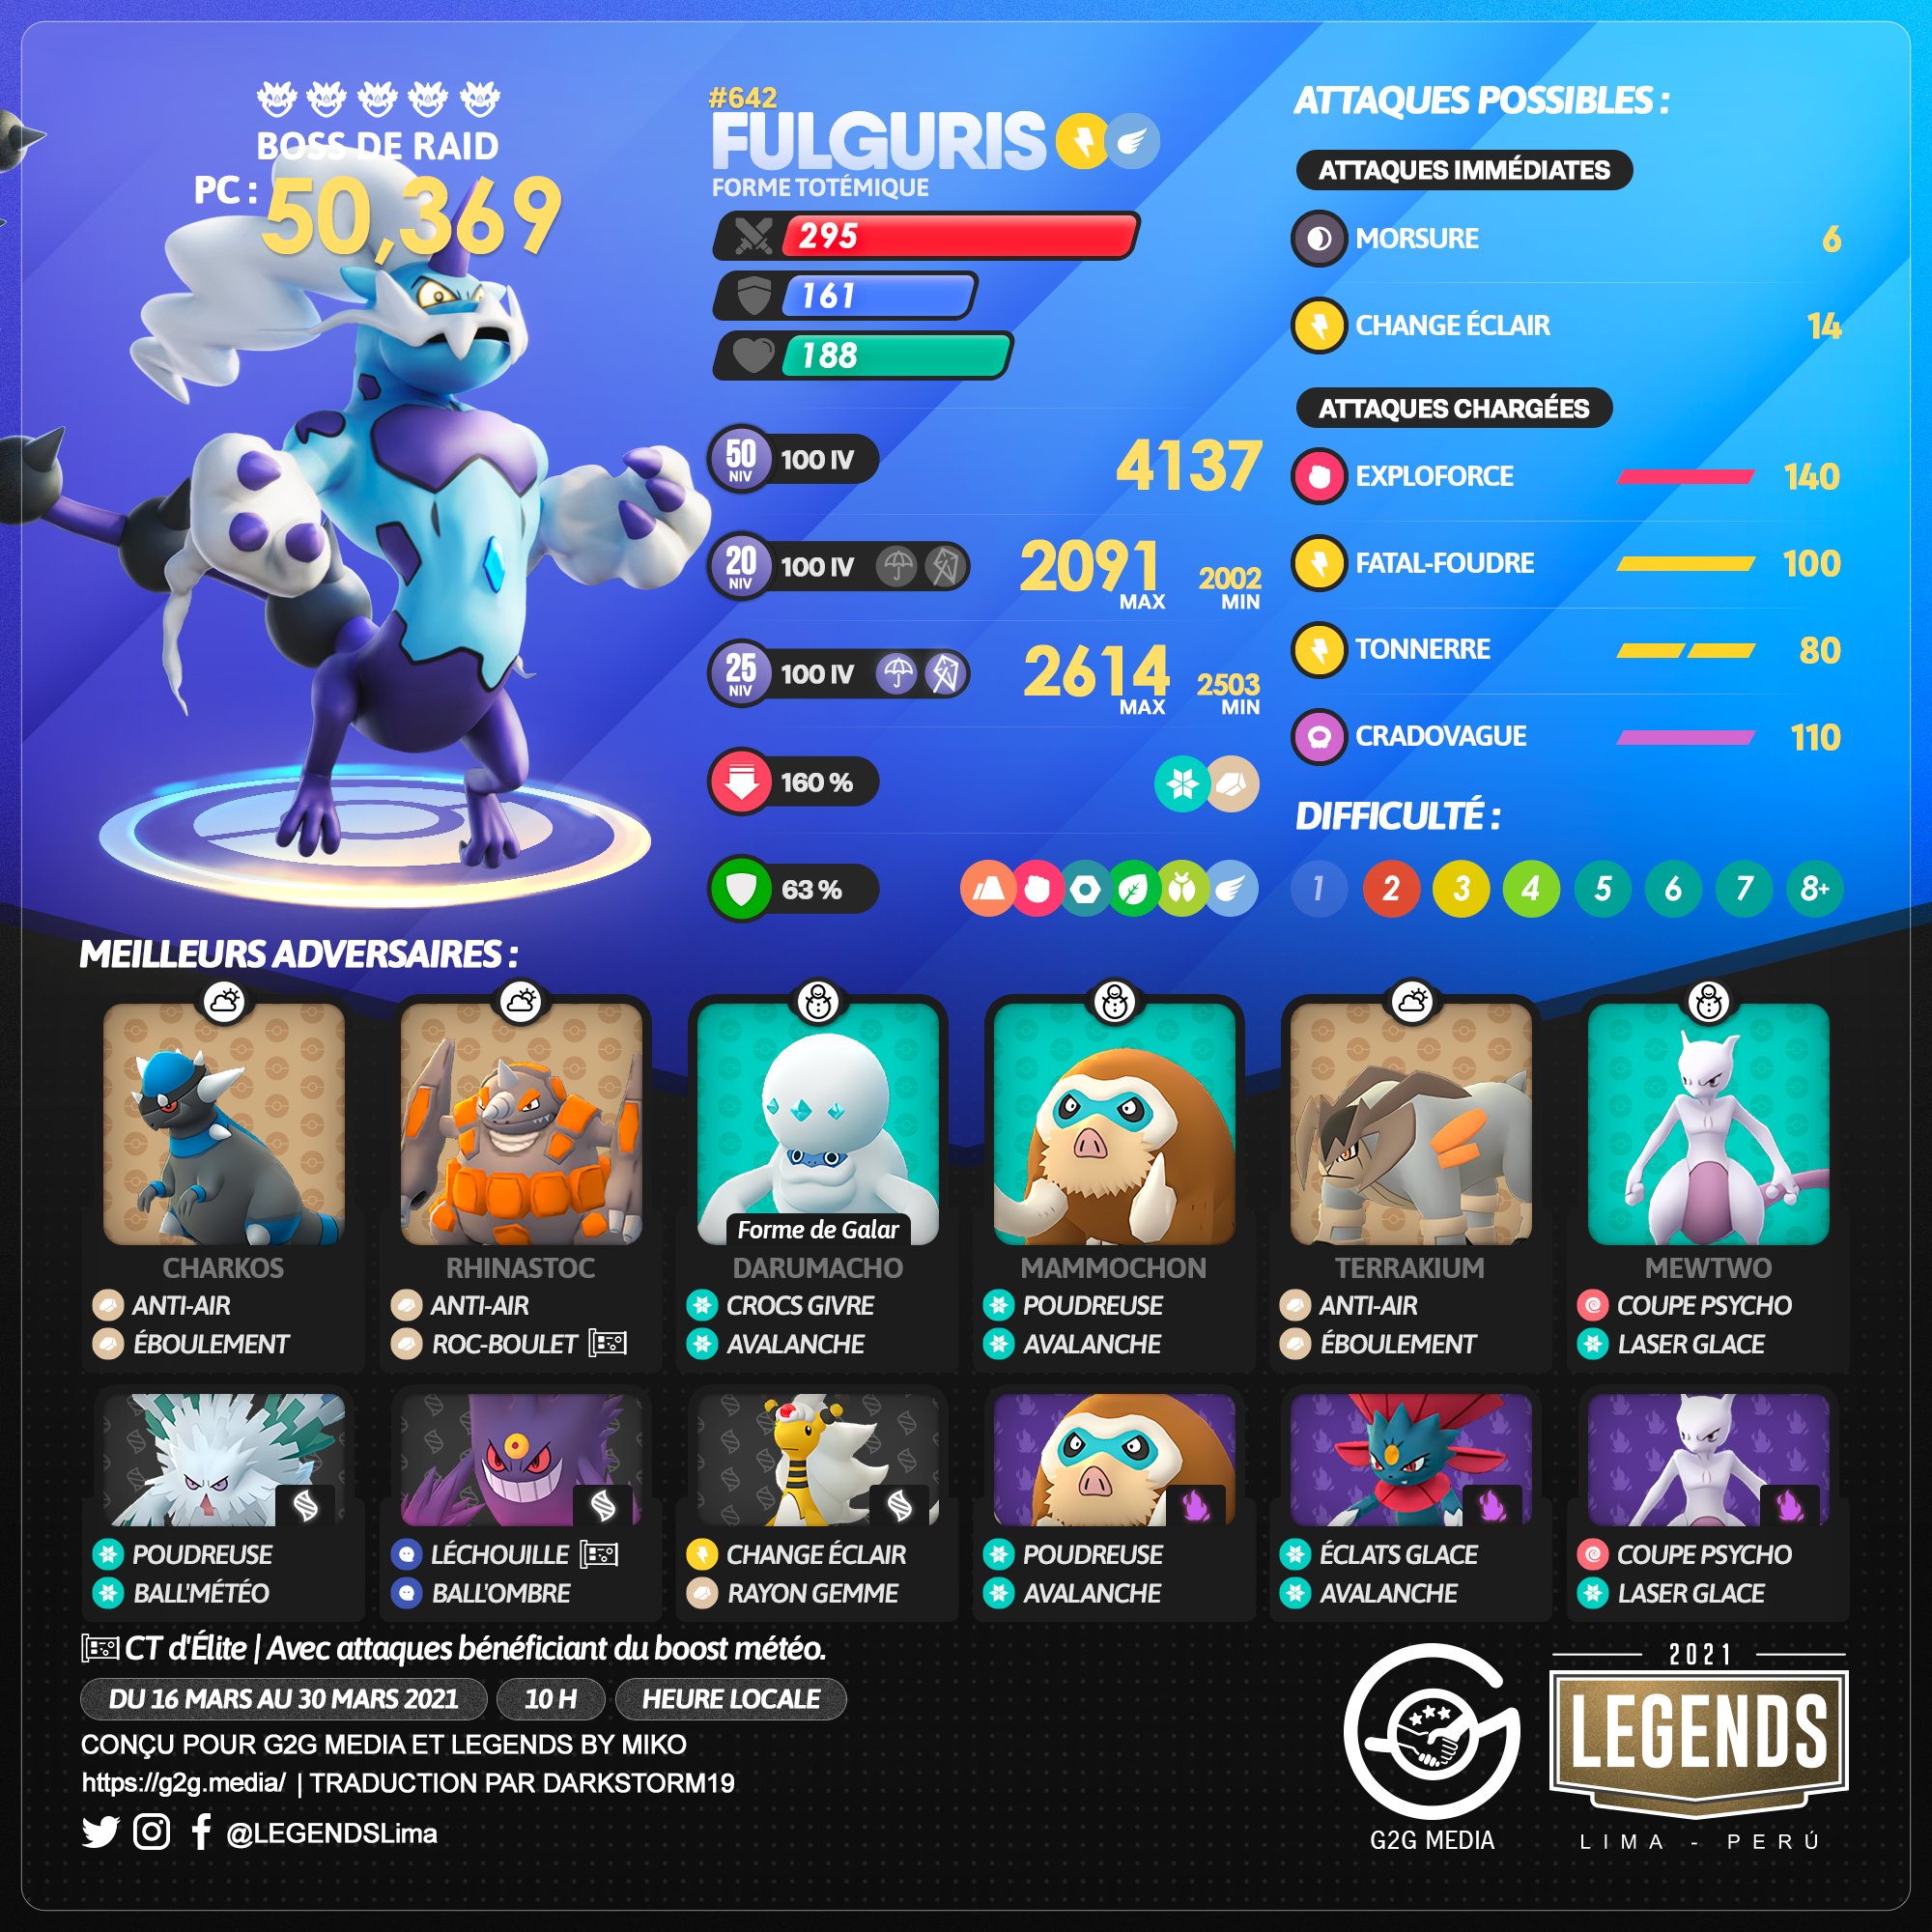 BOSS DE RAID
PC : 50,369
#642
FULGURIS
FORME TOTÉMIQUE
295
161
188
50 NIV 100 IV 4137
20 NIV 100 IV 2091 MAX 2002 MIN
25 NIV 100 IV 2614 MAX 2503 MIN
160 %
63 %
ATTAQUES POSSIBLES :
ATTAQUES IMMÉDIATES
MORSURE 6
CHANGE ÉCLAIR 14
ATTAQUES CHARGÉES
EXPLOFORCE 140
FATAL-FOUDRE 100
TONNERRE 80
CRADOVAGUE 110
DIFFICULTÉ :
1 2 3 4 5 6 7 8+
MEILLEURS ADVERSAIRES :
CHARKOS
ANTI-AIR
ÉBOULEMENT
RHINASTOC
ANTI-AIR
ROC-BOULET
Forme de Galar
DARUMACHO
CROCS GIVRE
AVALANCHE
MAMMOCHON
POUDREUSE
AVALANCHE
TERRAKIUM
ANTI-AIR
ÉBOULEMENT
MEWTWO
COUPE PSYCHO
LASER GLACE
POUDREUSE
BALL'MÉTÉO
LÉCHOUILLE
BALL'OMBRE
CHANGE ÉCLAIR
RAYON GEMME
POUDREUSE
AVALANCHE
ÉCLATS GLACE
AVALANCHE
COUPE PSYCHO
LASER GLACE
CT d'Élite | Avec attaques bénéficiant du boost météo.
DU 16 MARS AU 30 MARS 2021 10 H HEURE LOCALE
CONÇU POUR G2G MEDIA ET LEGENDS BY MIKO
https://g2g.media/ | TRADUCTION PAR DARKSTORM19
@LEGENDSLima
G2G MEDIA
2021
LEGENDS
LIMA - PERÚ